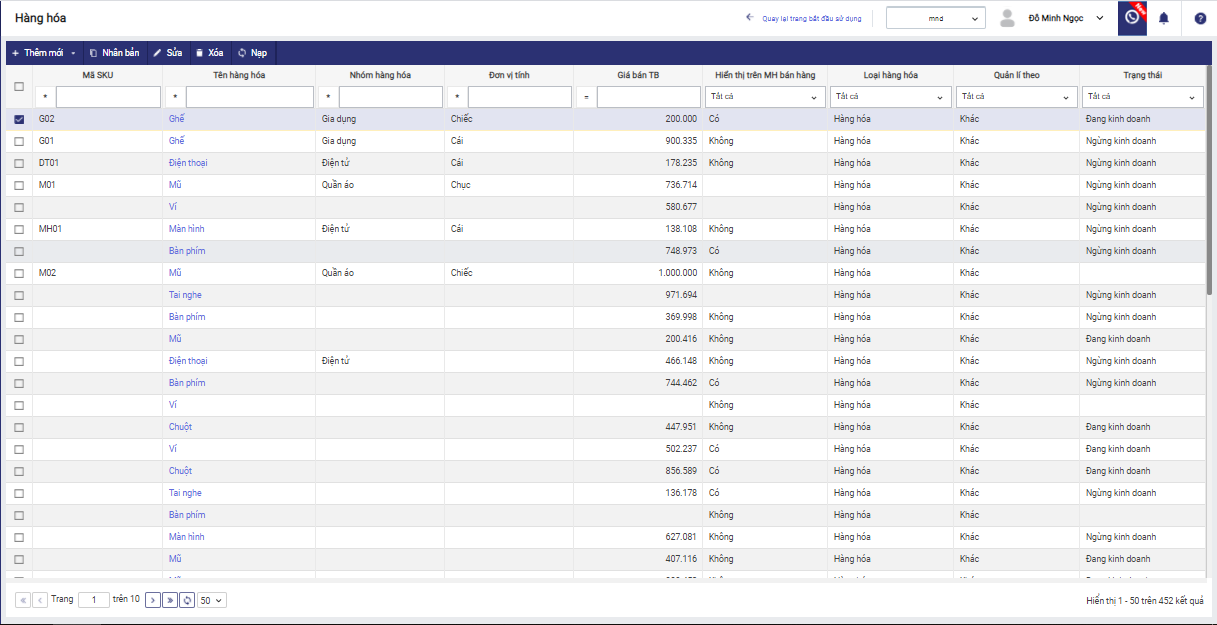 Hàng hóa
Quay lại trang bắt đầu sử dụng
mnd
Đỗ Minh Ngọc
New
Thêm mới Nhân bản Sửa Xóa Nạp
Mã SKU Tên hàng hóa Nhóm hàng hóa Đơn vị tính Giá bán TB Hiển thị trên MH bán hàng Loại hàng hóa Quản lí theo Trạng thái
* * * * = Tất cả Tất cả Tất cả Tất cả
G02 Ghế Gia dụng Chiếc 200.000 Có Hàng hóa Khác Đang kinh doanh
G01 Ghế Gia dụng Cái 900.335 Không Hàng hóa Khác Ngừng kinh doanh
DT01 Điện thoại Điện tử Cái 178.235 Không Hàng hóa Khác Ngừng kinh doanh
M01 Mũ Quần áo Chục 736.714 Hàng hóa Khác Ngừng kinh doanh
Ví 580.677 Hàng hóa Khác Ngừng kinh doanh
MH01 Màn hình Điện tử Cái 138.108 Không Hàng hóa Khác Ngừng kinh doanh
Bàn phím 748.973 Có Hàng hóa Khác Ngừng kinh doanh
M02 Mũ Quần áo Chiếc 1.000.000 Không Hàng hóa Khác
Tai nghe 971.694 Hàng hóa Khác Ngừng kinh doanh
Bàn phím 369.998 Không Hàng hóa Khác Ngừng kinh doanh
Mũ 200.416 Không Hàng hóa Khác Đang kinh doanh
Điện thoại Điện tử 466.148 Không Hàng hóa Khác Ngừng kinh doanh
Bàn phím 744.462 Có Hàng hóa Khác Ngừng kinh doanh
Ví Không Hàng hóa Khác
Chuột 447.951 Không Hàng hóa Khác Đang kinh doanh
Ví 502.237 Có Hàng hóa Khác Đang kinh doanh
Chuột 856.589 Có Hàng hóa Khác Đang kinh doanh
Tai nghe 136.178 Có Hàng hóa Khác Ngừng kinh doanh
Bàn phím Không Hàng hóa Khác
Màn hình 627.081 Không Hàng hóa Khác Ngừng kinh doanh
Mũ 407.116 Không Hàng hóa Khác Đang kinh doanh
Trang 1 trên 10 50 Hiển thị 1 - 50 trên 452 kết quả